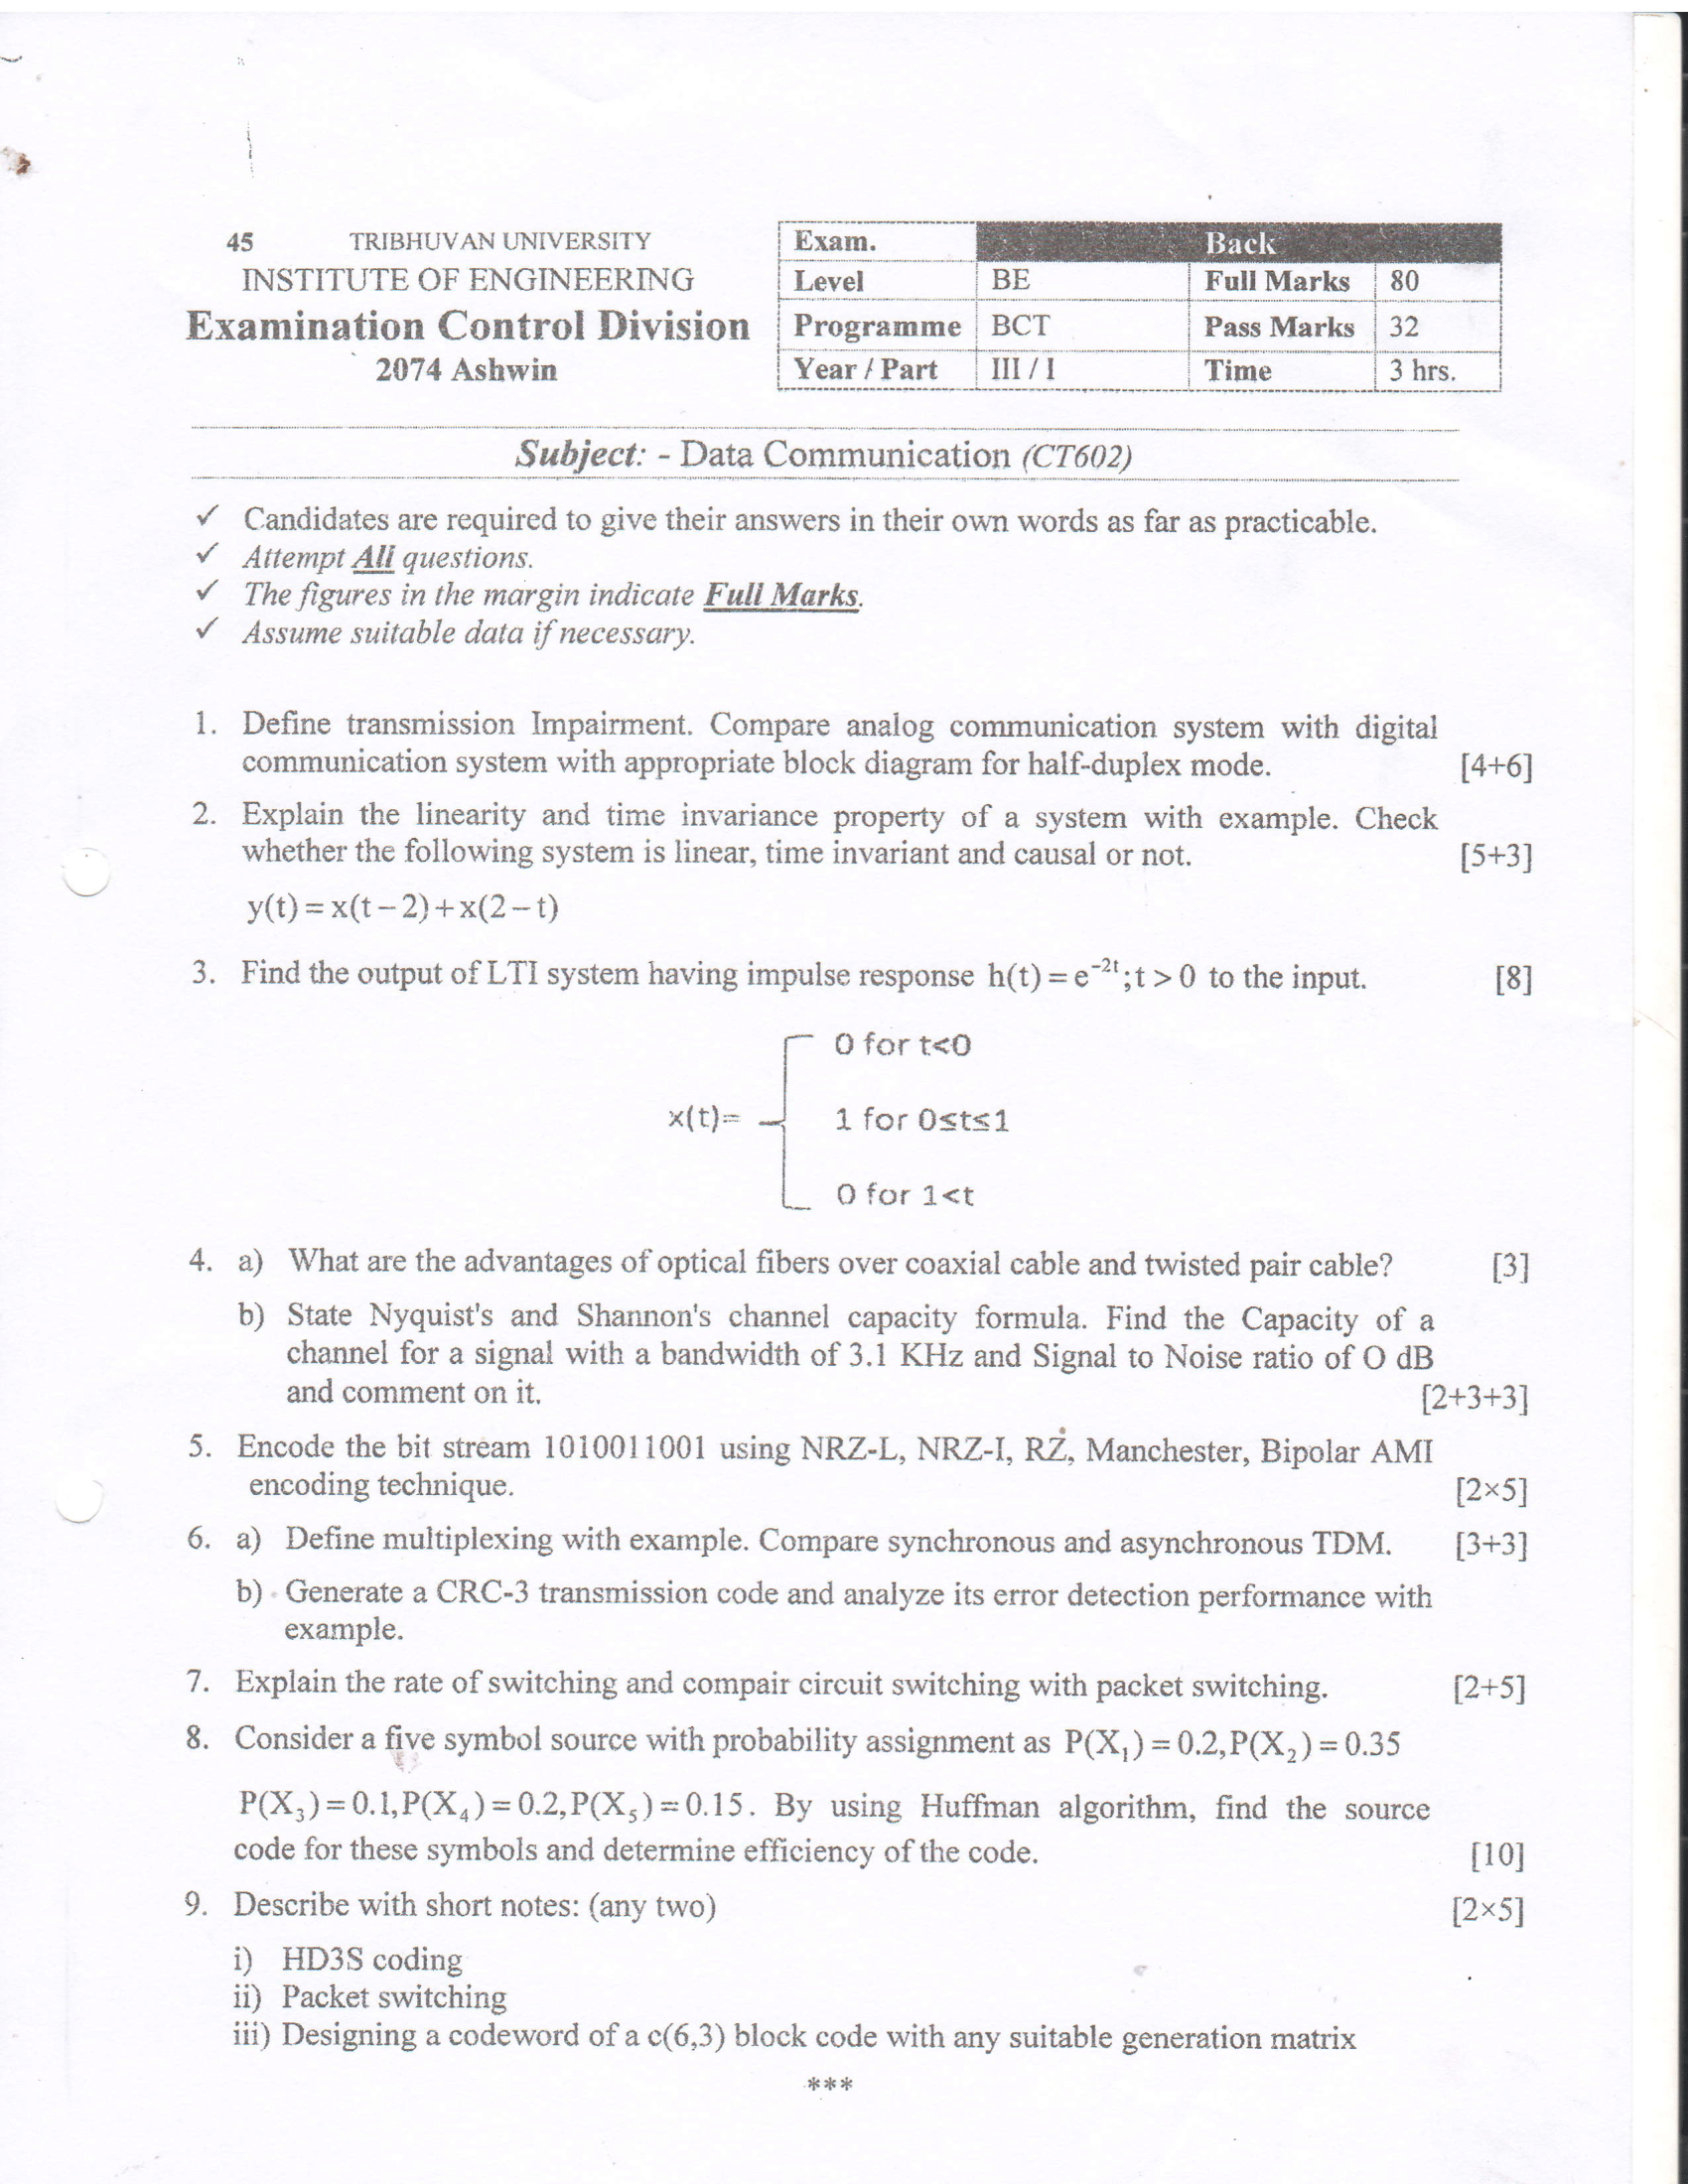 45 TRIBHUVAN UNIVERSITY
INSTITUTE OF ENGINEERING
Examination Control Division
2074 Ashwin
Exam. Back
Level BE Full Marks 80
Programme BCT Pass Marks 32
Year / Part III / I Time 3 hrs.
Subject: - Data Communication (CT602)
✓ Candidates are required to give their answers in their own words as far as practicable.
✓ Attempt All questions.
✓ The figures in the margin indicate Full Marks.
✓ Assume suitable data if necessary.
1. Define transmission Impairment. Compare analog communication system with digital
communication system with appropriate block diagram for half-duplex mode. [4+6]
2. Explain the linearity and time invariance property of a system with example. Check
whether the following system is linear, time invariant and causal or not. [5+3]
y(t) = x(t – 2) + x(2 – t)
3. Find the output of LTI system having impulse response h(t) = e⁻²ᵗ; t > 0 to the input. [8]
0 for t<0
x(t)= 1 for 0≤t≤1
0 for 1<t
4. a) What are the advantages of optical fibers over coaxial cable and twisted pair cable? [3]
b) State Nyquist's and Shannon's channel capacity formula. Find the Capacity of a
channel for a signal with a bandwidth of 3.1 KHz and Signal to Noise ratio of O dB
and comment on it. [2+3+3]
5. Encode the bit stream 1010011001 using NRZ-L, NRZ-I, RZ, Manchester, Bipolar AMI
encoding technique. [2×5]
6. a) Define multiplexing with example. Compare synchronous and asynchronous TDM. [3+3]
b) Generate a CRC-3 transmission code and analyze its error detection performance with
example.
7. Explain the rate of switching and compair circuit switching with packet switching. [2+5]
8. Consider a five symbol source with probability assignment as P(X₁) = 0.2, P(X₂) = 0.35
P(X₃) = 0.1, P(X₄) = 0.2, P(X₅) = 0.15. By using Huffman algorithm, find the source
code for these symbols and determine efficiency of the code. [10]
9. Describe with short notes: (any two) [2×5]
i) HD3S coding
ii) Packet switching
iii) Designing a codeword of a c(6,3) block code with any suitable generation matrix
***